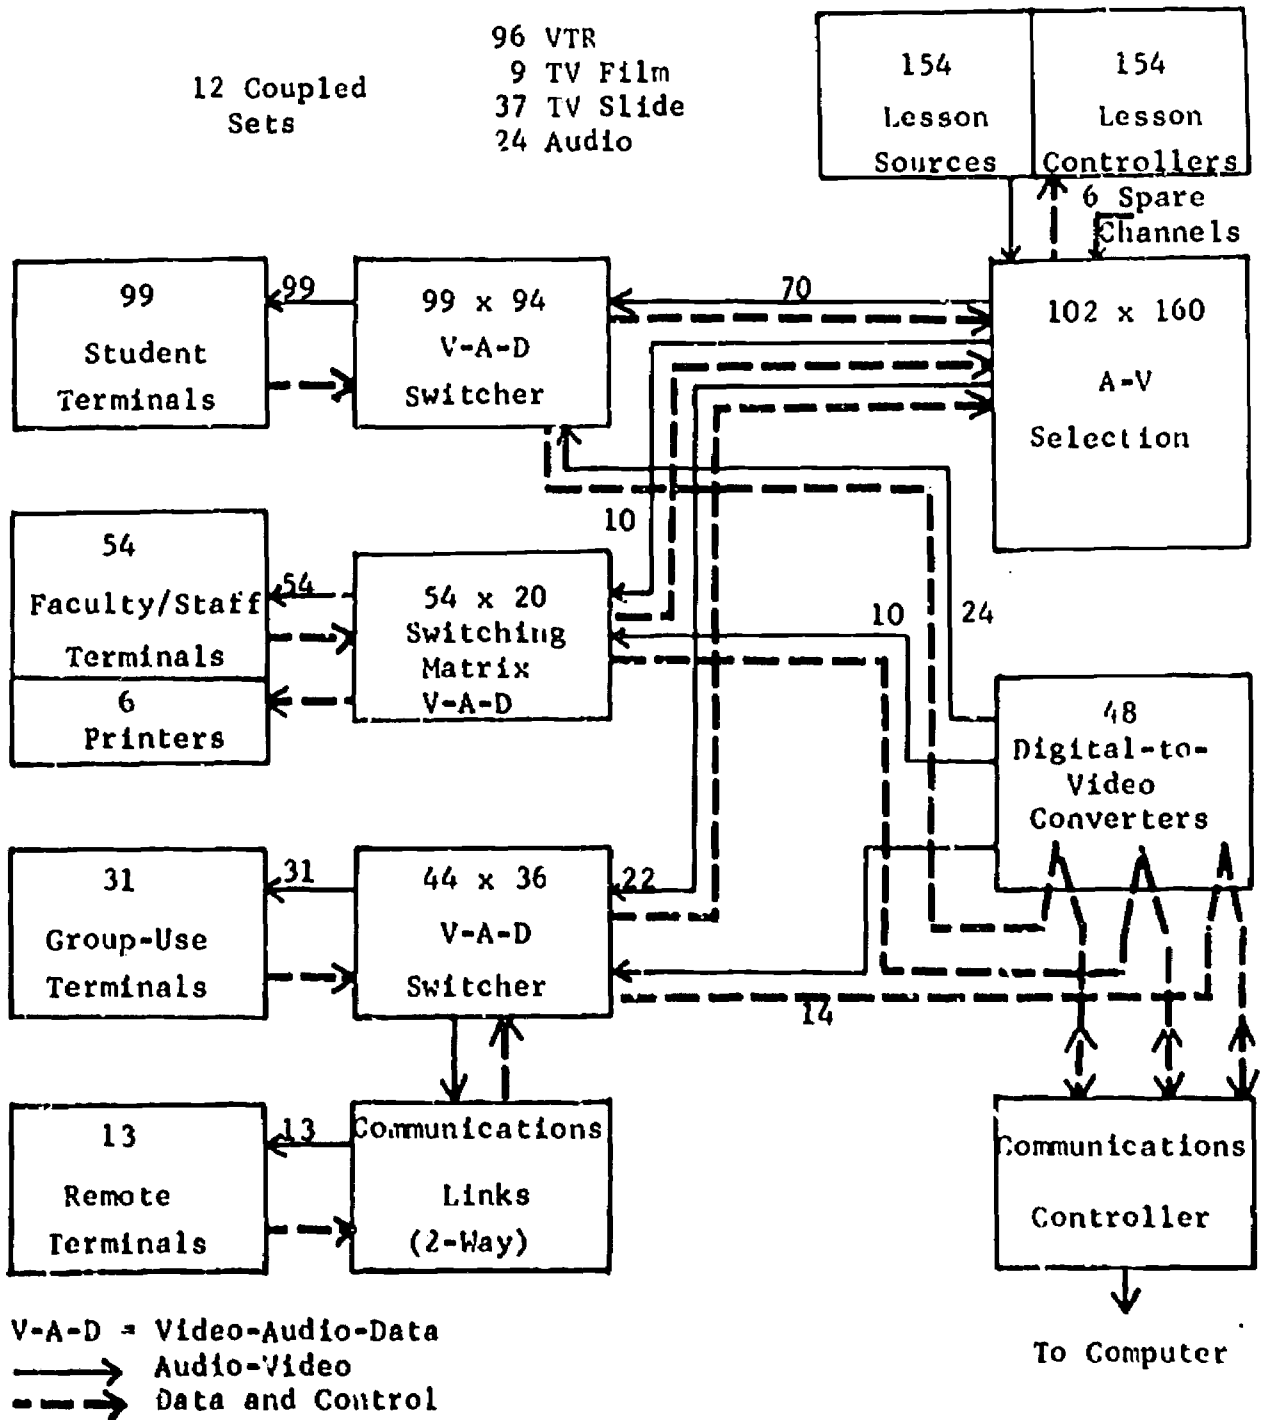 12 Coupled
Sets
96 VTR
9 TV Film
37 TV Slide
24 Audio
154
Lesson
Sources
154
Lesson
Controllers
6 Spare
Channels
99
Student
Terminals
99
99 x 94
V-A-D
Switcher
70
102 x 160
A-V
Selection
54
Faculty/Staff
Terminals
6
Printers
54
54 x 20
Switching
Matrix
V-A-D
10
10
24
48
Digital-to-
Video
Converters
31
Group-Use
Terminals
31
44 x 36
V-A-D
Switcher
22
14
13
Remote
Terminals
13
Communications
Links
(2-Way)
Communications
Controller
To Computer
V-A-D = Video-Audio-Data
Audio-Video
Data and Control